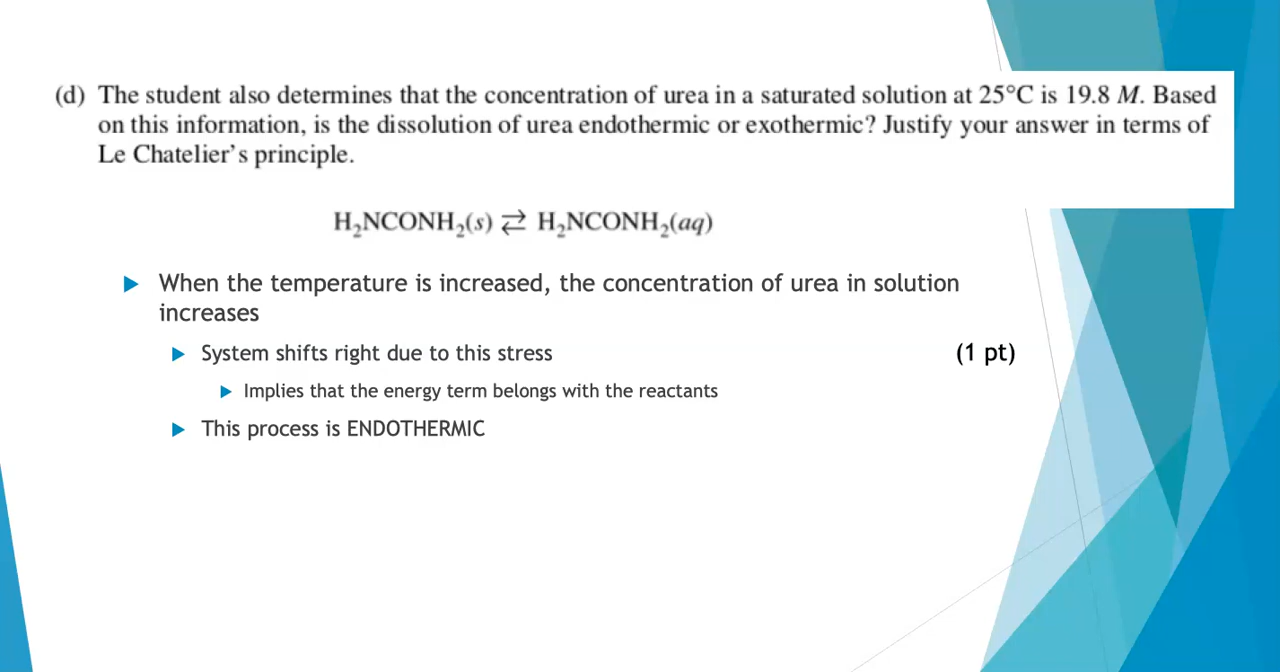 (d) The student also determines that the concentration of urea in a saturated solution at 25°C is 19.8 M. Based
on this information, is the dissolution of urea endothermic or exothermic? Justify your answer in terms of
Le Chatelier’s principle.
H₂NCONH₂(s) ⇄ H₂NCONH₂(aq)
When the temperature is increased, the concentration of urea in solution
increases
System shifts right due to this stress (1 pt)
Implies that the energy term belongs with the reactants
This process is ENDOTHERMIC